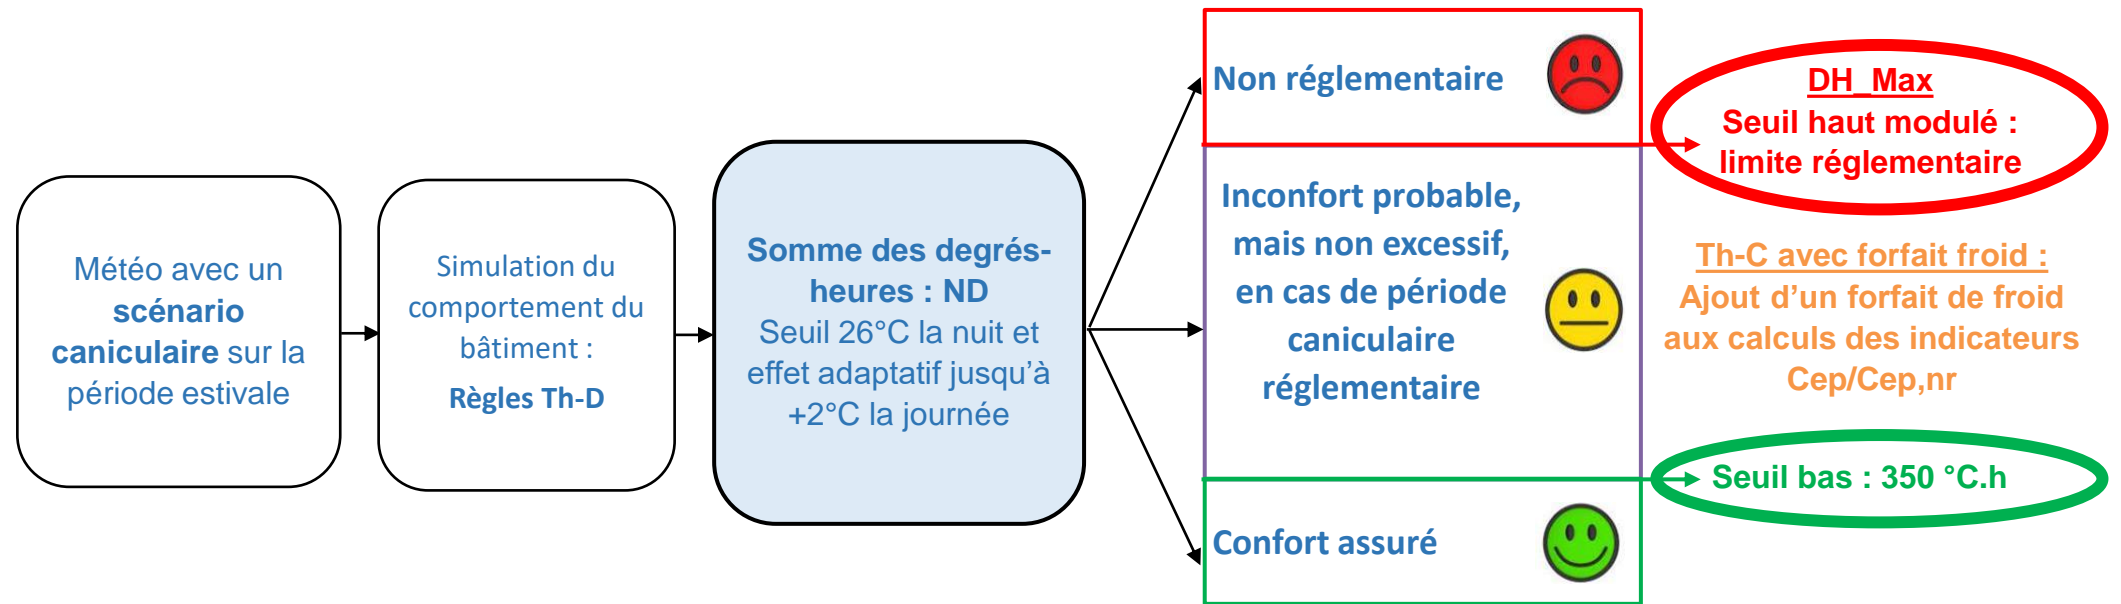 Météo avec un
scénario
caniculaire sur la
période estivale
Simulation du
comportement du
bâtiment :
Règles Th-D
Somme des degrés-
heures : ND
Seuil 26°C la nuit et
effet adaptatif jusqu’à
+2°C la journée
Non réglementaire
Inconfort probable,
mais non excessif,
en cas de période
caniculaire
réglementaire
Confort assuré
DH_Max
Seuil haut modulé :
limite réglementaire
Th-C avec forfait froid :
Ajout d’un forfait de froid
aux calculs des indicateurs
Cep/Cep,nr
Seuil bas : 350 °C.h